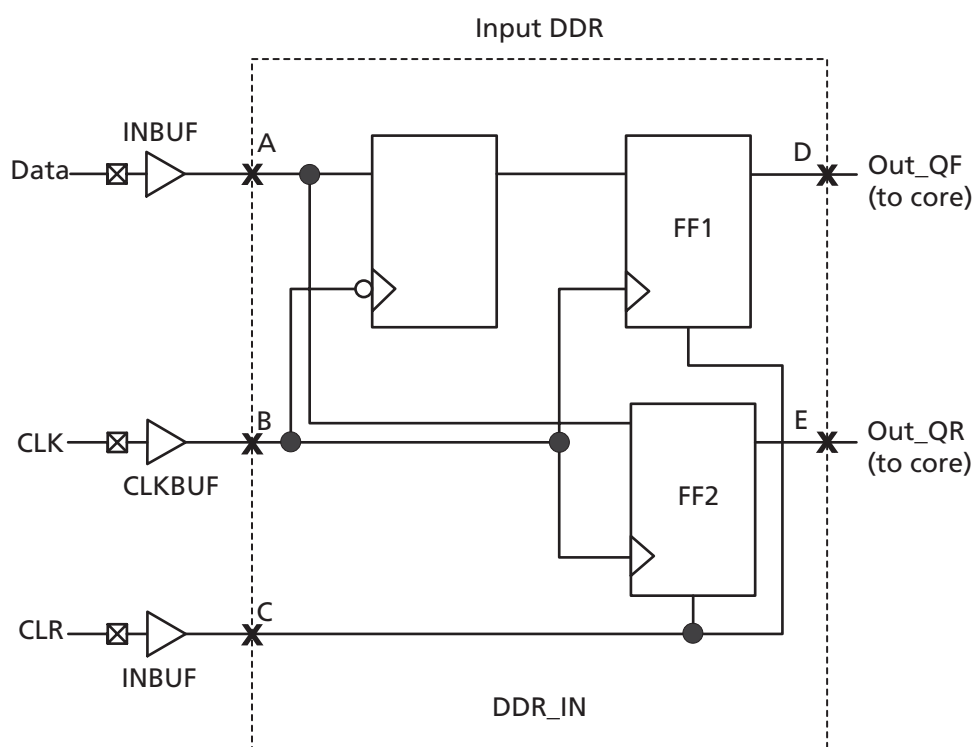 Input DDR
INBUF
A
D
Data
Out_QF
(to core)
FF1
B
E
CLK
Out_QR
(to core)
CLKBUF
FF2
C
CLR
INBUF
DDR_IN